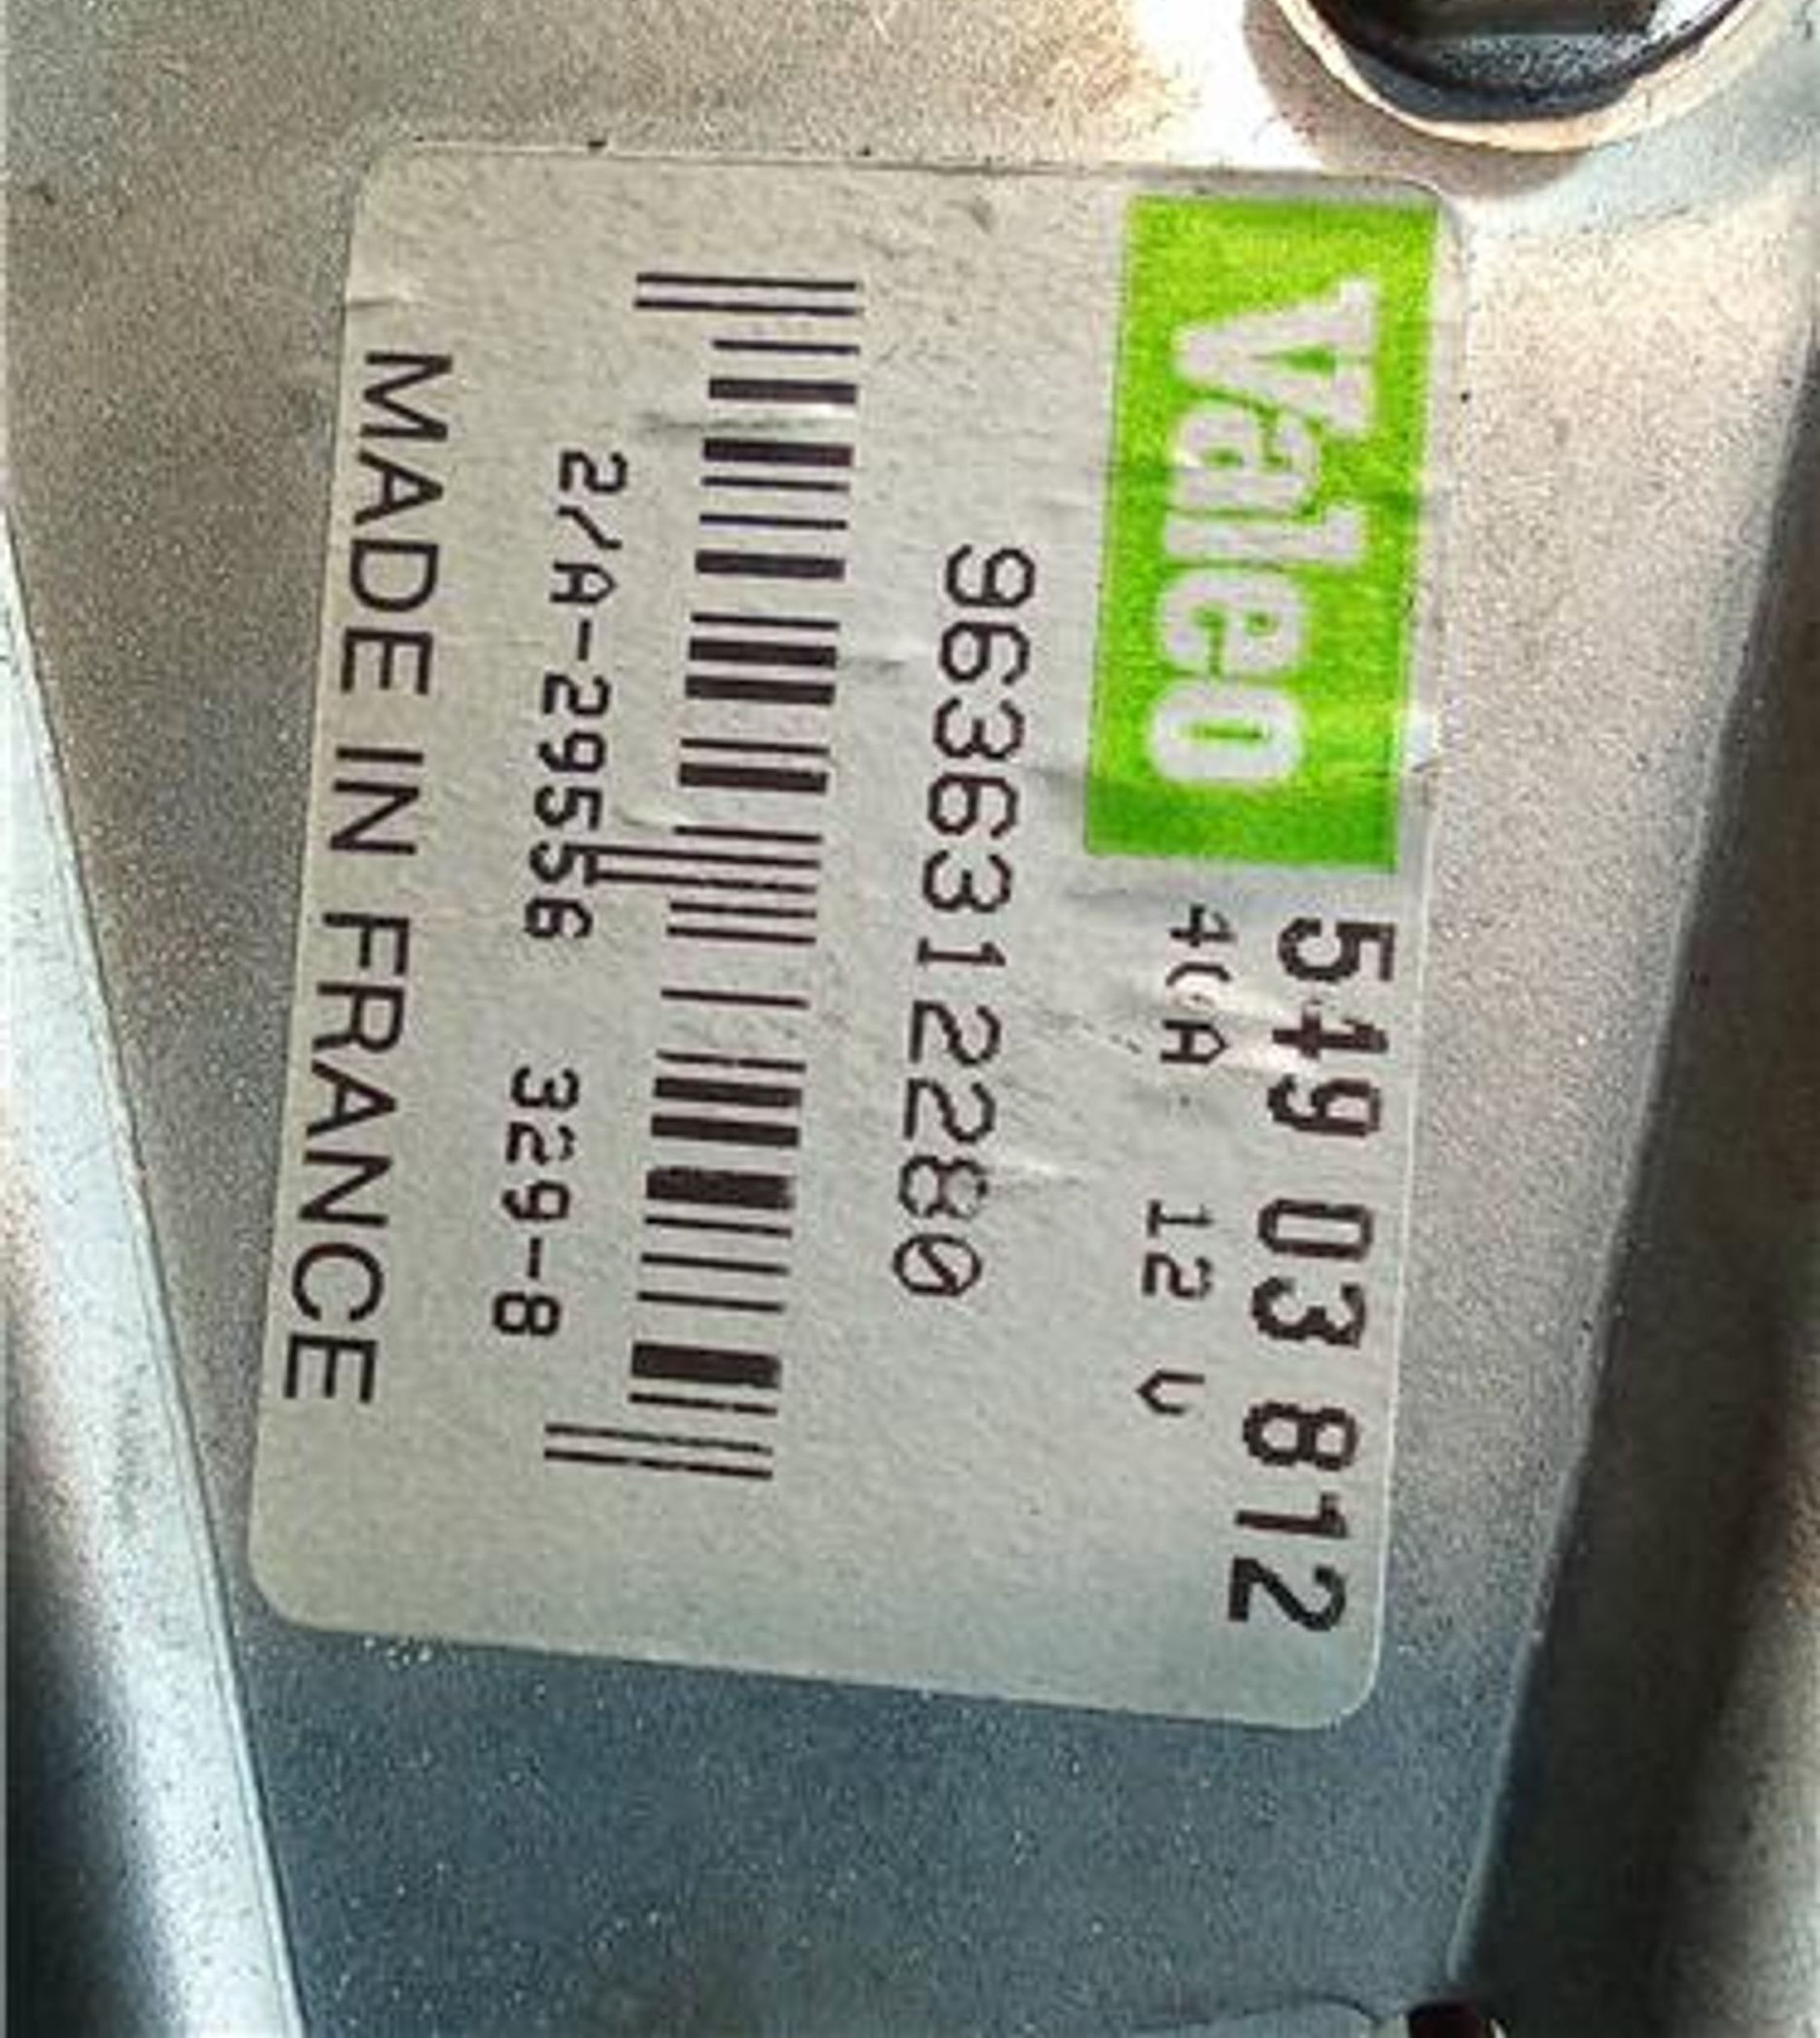 Valeo 549 03 812
40A 12 V
9636312280
2/A-29556 329-8
MADE IN FRANCE